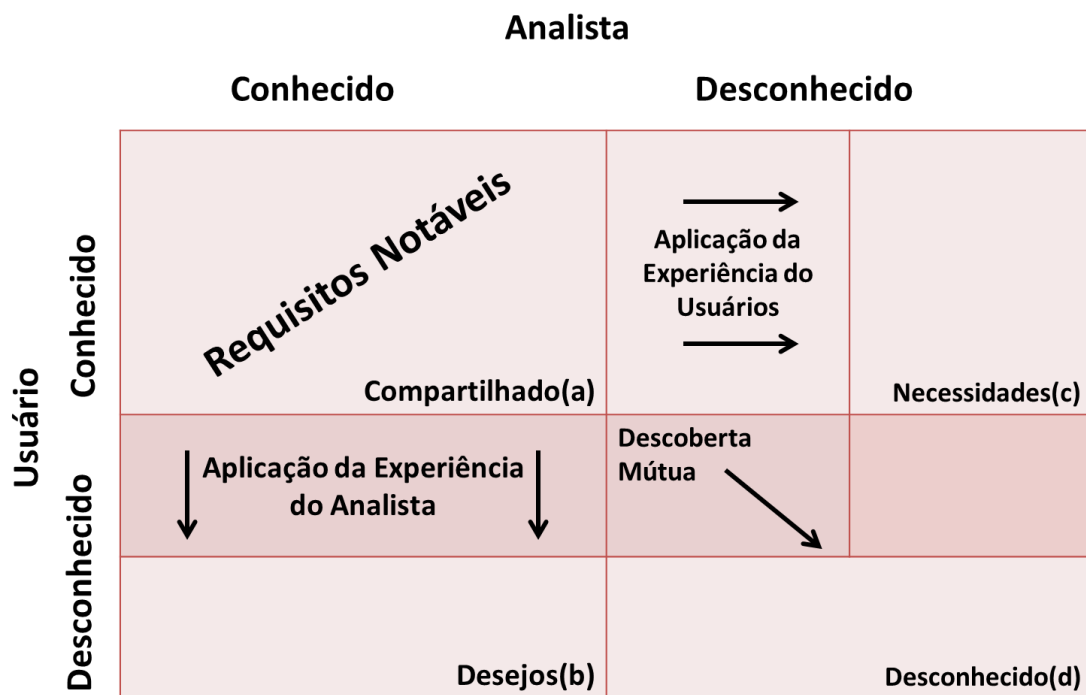 Analista
Conhecido
Desconhecido
Usuário
Conhecido
Requisitos Notáveis
Compartilhado(a)
Aplicação da
Experiência do
Usuários
Necessidades(c)
Desconhecido
Aplicação da Experiência
do Analista
Descoberta
Mútua
Desejos(b)
Desconhecido(d)